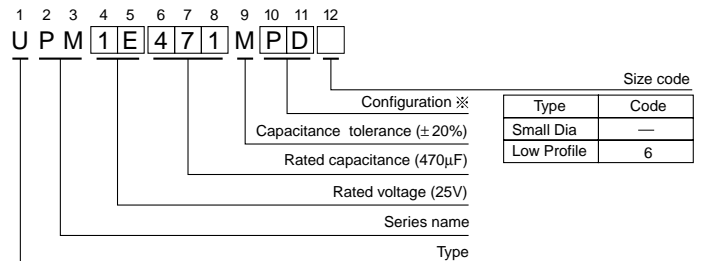 1 2 3 4 5 6 7 8 9 10 11 12
U P M 1 E 4 7 1 M P D
Size code
Configuration ※
Capacitance tolerance (±20%)
Rated capacitance (470μF)
Rated voltage (25V)
Series name
Type
Type Code
Small Dia —
Low Profile 6